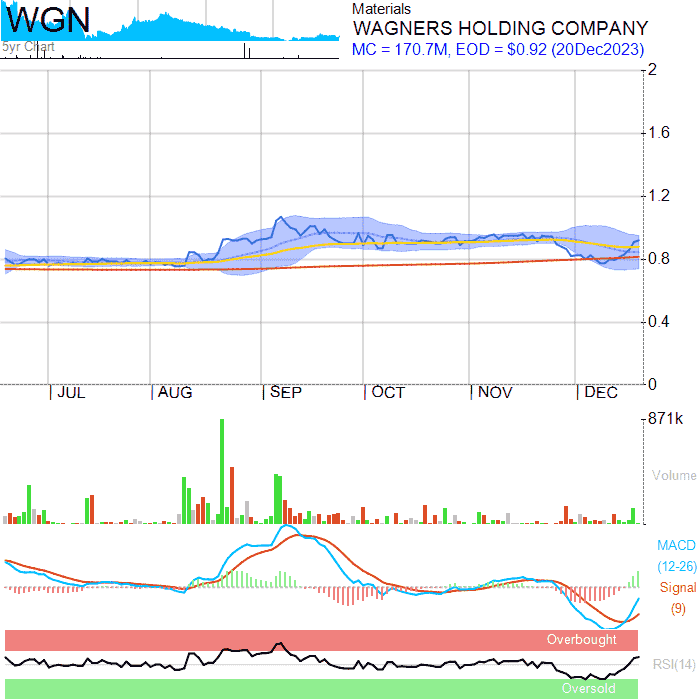 WGN
5yr Chart
Materials
WAGNERS HOLDING COMPANY
MC = 170.7M, EOD = $0.92 (20Dec2023)
2
1.6
1.2
0.8
0.4
0
JUL AUG SEP OCT NOV DEC
871k
Volume
MACD
(12-26)
Signal
(9)
Overbought
RSI(14)
Oversold